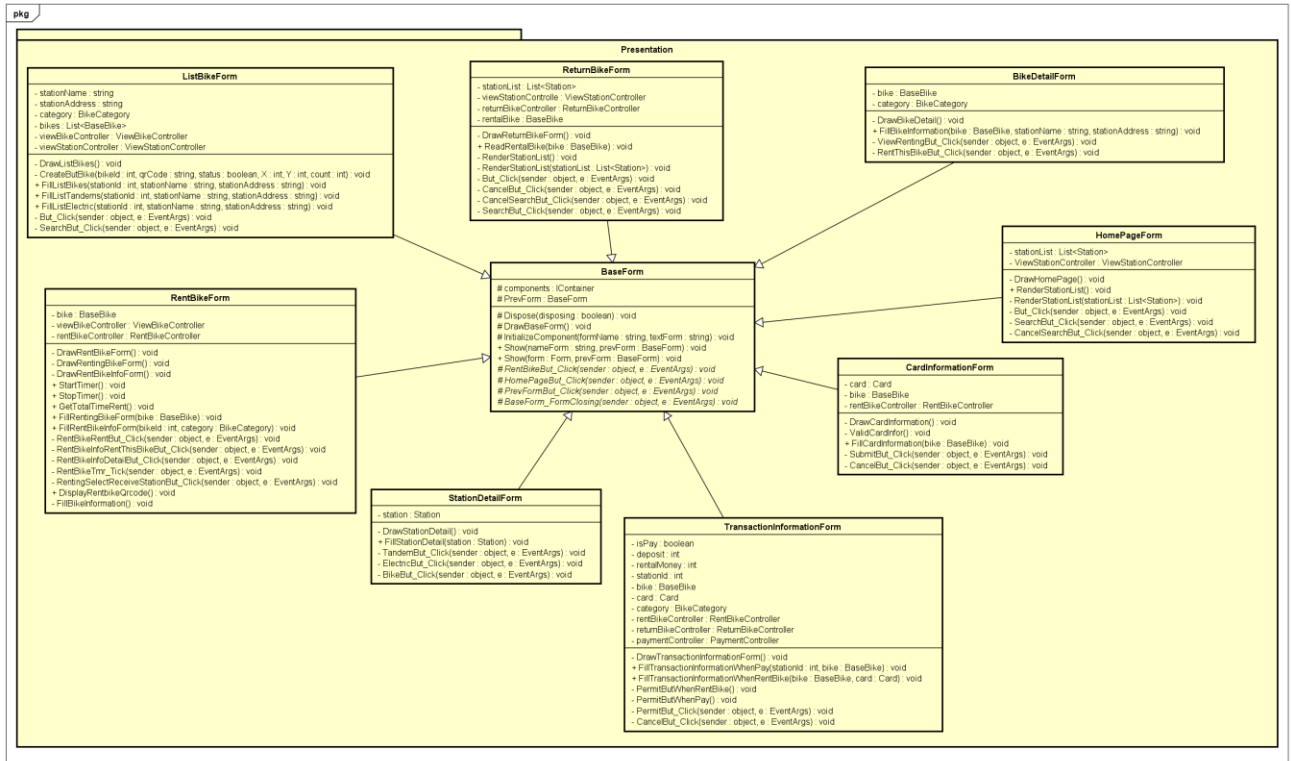 pkg
Presentation
ListBikeForm
- stationName : string
- stationAddress : string
- category : BikeCategory
- bikes : List<BaseBike>
- viewBikeController : ViewBikeController
- viewStationController : ViewStationController
- DrawListBikes() : void
- CreateButBike(bikeId : int, qrCode : string, status : boolean, X : int, Y : int, count : int) : void
+ FillListBikes(stationId : int, stationName : string, stationAddress : string) : void
+ FillListTandems(stationId : int, stationName : string, stationAddress : string) : void
+ FillListElectric(stationId : int, stationName : string, stationAddress : string) : void
- But_Click(sender : object, e : EventArgs) : void
- SearchBut_Click(sender : object, e : EventArgs) : void
ReturnBikeForm
- stationList : List<Station>
- viewStationControlle : ViewStationController
- returnBikeController : ReturnBikeController
- rentalBike : BaseBike
- DrawReturnBikeForm() : void
+ ReadRentalBike(bike : BaseBike) : void
- RenderStationList() : void
- RenderStationList(stationList : List<Station>) : void
- But_Click(sender : object, e : EventArgs) : void
- CancelBut_Click(sender : object, e : EventArgs) : void
- CancelSearchBut_Click(sender : object, e : EventArgs) : void
- SearchBut_Click(sender : object, e : EventArgs) : void
BikeDetailForm
- bike : BaseBike
- category : BikeCategory
- DrawBikeDetail() : void
+ FillBikeInformation(bike : BaseBike, stationName : string, stationAddress : string) : void
- ViewRentingBut_Click(sender : object, e : EventArgs) : void
- RentThisBikeBut_Click(sender : object, e : EventArgs) : void
HomePageForm
- stationList : List<Station>
- ViewStationController : ViewStationController
- DrawHomePage() : void
+ RenderStationList() : void
- RenderStationList(stationList : List<Station>) : void
- But_Click(sender : object, e : EventArgs) : void
- SearchBut_Click(sender : object, e : EventArgs) : void
- CancelSearchBut_Click(sender : object, e : EventArgs) : void
BaseForm
# components : IContainer
# PrevForm : BaseForm
# Dispose(disposing : boolean) : void
# DrawBaseForm() : void
# InitializeComponent(formName : string, textForm : string) : void
+ Show(nameForm : string, prevForm : BaseForm) : void
+ Show(form : Form, prevForm : BaseForm) : void
# RentBikeBut_Click(sender : object, e : EventArgs) : void
# HomePageBut_Click(sender : object, e : EventArgs) : void
# PrevFormBut_Click(sender : object, e : EventArgs) : void
# BaseForm_FormClosing(sender : object, e : EventArgs) : void
RentBikeForm
- bike : BaseBike
- viewBikeController : ViewBikeController
- rentBikeController : RentBikeController
- DrawRentBikeForm() : void
- DrawRentingBikeForm() : void
- DrawRentBikeInfoForm() : void
+ StartTimer() : void
+ StopTimer() : void
+ GetTotalTimeRent() : void
+ FillRentingBikeForm(bike : BaseBike) : void
+ FillRentBikeInfoForm(bikeId : int, category : BikeCategory) : void
- RentBikeRentBut_Click(sender : object, e : EventArgs) : void
- RentBikeInfoRentThisBikeBut_Click(sender : object, e : EventArgs) : void
- RentBikeInfoDetailBut_Click(sender : object, e : EventArgs) : void
- RentBikeTmr_Tick(sender : object, e : EventArgs) : void
- RentingSelectReceiveStationBut_Click(sender : object, e : EventArgs) : void
+ DisplayRentbikeQrcode() : void
- FillBikeInformation() : void
CardInformationForm
- card : Card
- bike : BaseBike
- rentBikeController : RentBikeController
- DrawCardInformation() : void
- ValidCardInfor() : void
+ FillCardInformation(bike : BaseBike) : void
- SubmitBut_Click(sender : object, e : EventArgs) : void
- CancelBut_Click(sender : object, e : EventArgs) : void
StationDetailForm
- station : Station
- DrawStationDetail() : void
+ FillStationDetail(station : Station) : void
- TandemBut_Click(sender : object, e : EventArgs) : void
- ElectricBut_Click(sender : object, e : EventArgs) : void
- BikeBut_Click(sender : object, e : EventArgs) : void
TransactionInformationForm
- isPay : boolean
- deposit : int
- rentalMoney : int
- stationId : int
- bike : BaseBike
- card : Card
- category : BikeCategory
- rentBikeController : RentBikeController
- returnBikeController : ReturnBikeController
- paymentController : PaymentController
- DrawTransactionInformationForm() : void
+ FillTransactionInformationWhenPay(stationId : int, bike : BaseBike) : void
+ FillTransactionInformationWhenRentBike(bike : BaseBike, card : Card) : void
- PermitButWhenRentBike() : void
- PermitButWhenPay() : void
- PermitBut_Click(sender : object, e : EventArgs) : void
- CancelBut_Click(sender : object, e : EventArgs) : void